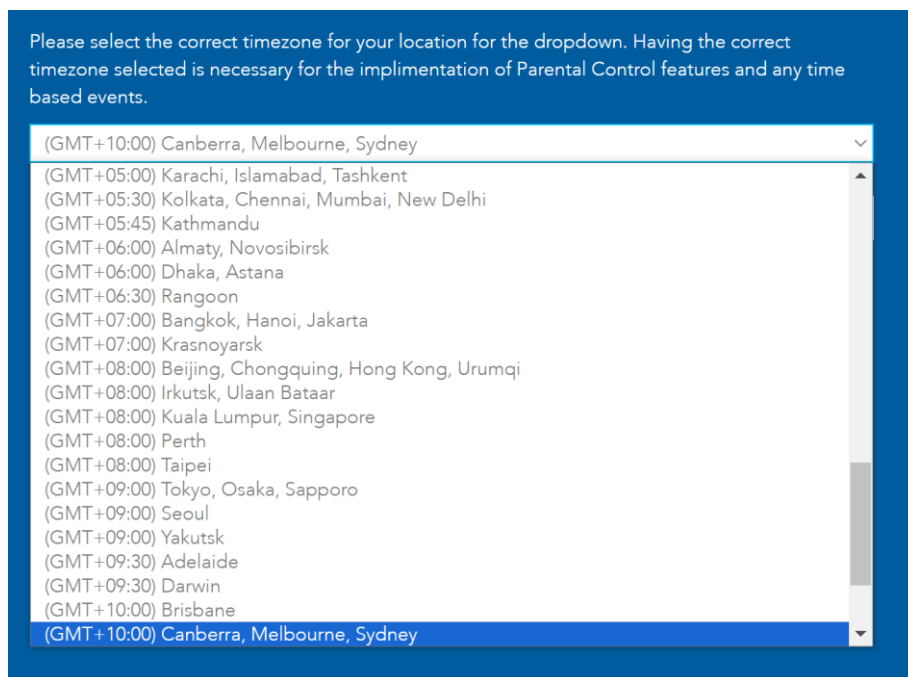 Please select the correct timezone for your location for the dropdown. Having the correct
timezone selected is necessary for the implimentation of Parental Control features and any time
based events.
(GMT+10:00) Canberra, Melbourne, Sydney
(GMT+05:00) Karachi, Islamabad, Tashkent
(GMT+05:30) Kolkata, Chennai, Mumbai, New Delhi
(GMT+05:45) Kathmandu
(GMT+06:00) Almaty, Novosibirsk
(GMT+06:00) Dhaka, Astana
(GMT+06:30) Rangoon
(GMT+07:00) Bangkok, Hanoi, Jakarta
(GMT+07:00) Krasnoyarsk
(GMT+08:00) Beijing, Chongquing, Hong Kong, Urumqi
(GMT+08:00) Irkutsk, Ulaan Bataar
(GMT+08:00) Kuala Lumpur, Singapore
(GMT+08:00) Perth
(GMT+08:00) Taipei
(GMT+09:00) Tokyo, Osaka, Sapporo
(GMT+09:00) Seoul
(GMT+09:00) Yakutsk
(GMT+09:30) Adelaide
(GMT+09:30) Darwin
(GMT+10:00) Brisbane
(GMT+10:00) Canberra, Melbourne, Sydney